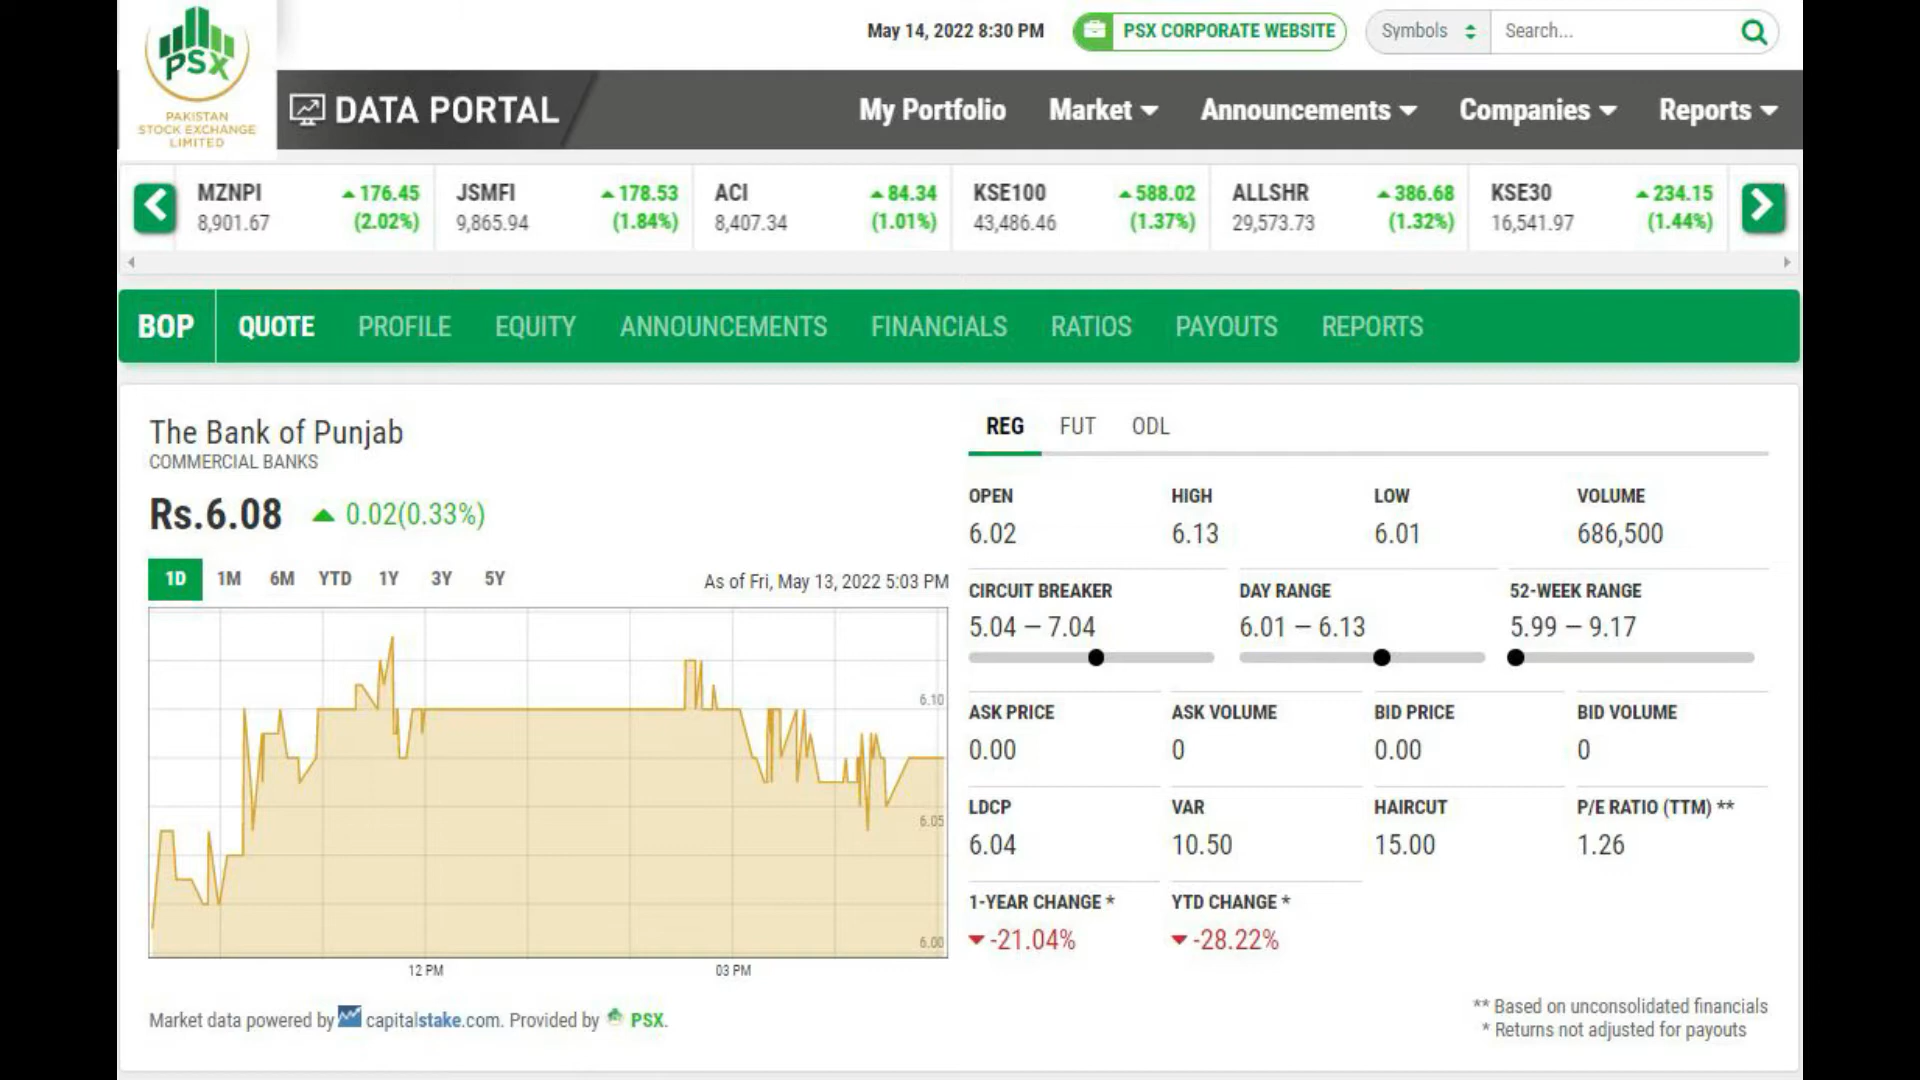 PSX
PAKISTAN
STOCK EXCHANGE
LIMITED
May 14, 2022 8:30 PM
PSX CORPORATE WEBSITE
Symbols
Search...
DATA PORTAL
My Portfolio
Market
Announcements
Companies
Reports
MZNPI 176.45
8,901.67 (2.02%)
JSMFI 178.53
9,865.94 (1.84%)
ACI 84.34
8,407.34 (1.01%)
KSE100 588.02
43,486.46 (1.37%)
ALLSHR 386.68
29,573.73 (1.32%)
KSE30 234.15
16,541.97 (1.44%)
BOP QUOTE PROFILE EQUITY ANNOUNCEMENTS FINANCIALS RATIOS PAYOUTS REPORTS
The Bank of Punjab
COMMERCIAL BANKS
Rs.6.08 0.02(0.33%)
1D 1M 6M YTD 1Y 3Y 5Y
As of Fri, May 13, 2022 5:03 PM
6.10
6.05
6.00
12 PM 03 PM
Market data powered by capitalstake.com. Provided by PSX.
REG FUT ODL
OPEN HIGH LOW VOLUME
6.02 6.13 6.01 686,500
CIRCUIT BREAKER DAY RANGE 52-WEEK RANGE
5.04 — 7.04 6.01 — 6.13 5.99 — 9.17
ASK PRICE ASK VOLUME BID PRICE BID VOLUME
0.00 0 0.00 0
LDCP VAR HAIRCUT P/E RATIO (TTM) **
6.04 10.50 15.00 1.26
1-YEAR CHANGE * YTD CHANGE *
-21.04% -28.22%
** Based on unconsolidated financials
* Returns not adjusted for payouts